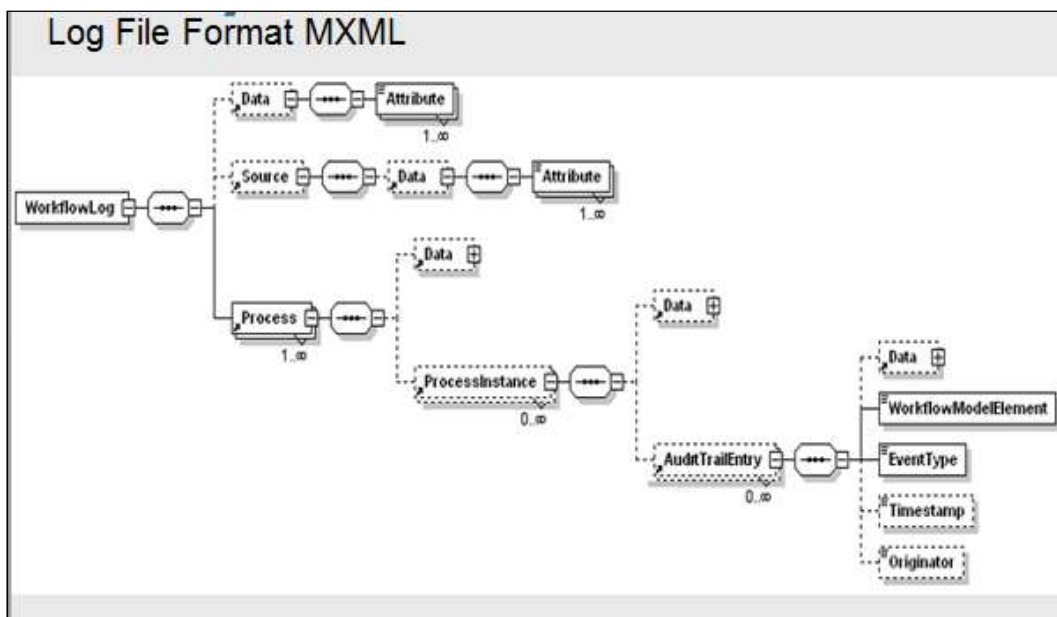 Log File Format MXML
Data
Attribute
1..∞
Source
Data
Attribute
1..∞
WorkflowLog
Data
Process
1..∞
Data
ProcessInstance
0..∞
Data
WorkflowModelElement
AuditTrailEntry
0..∞
EventType
Timestamp
Originator